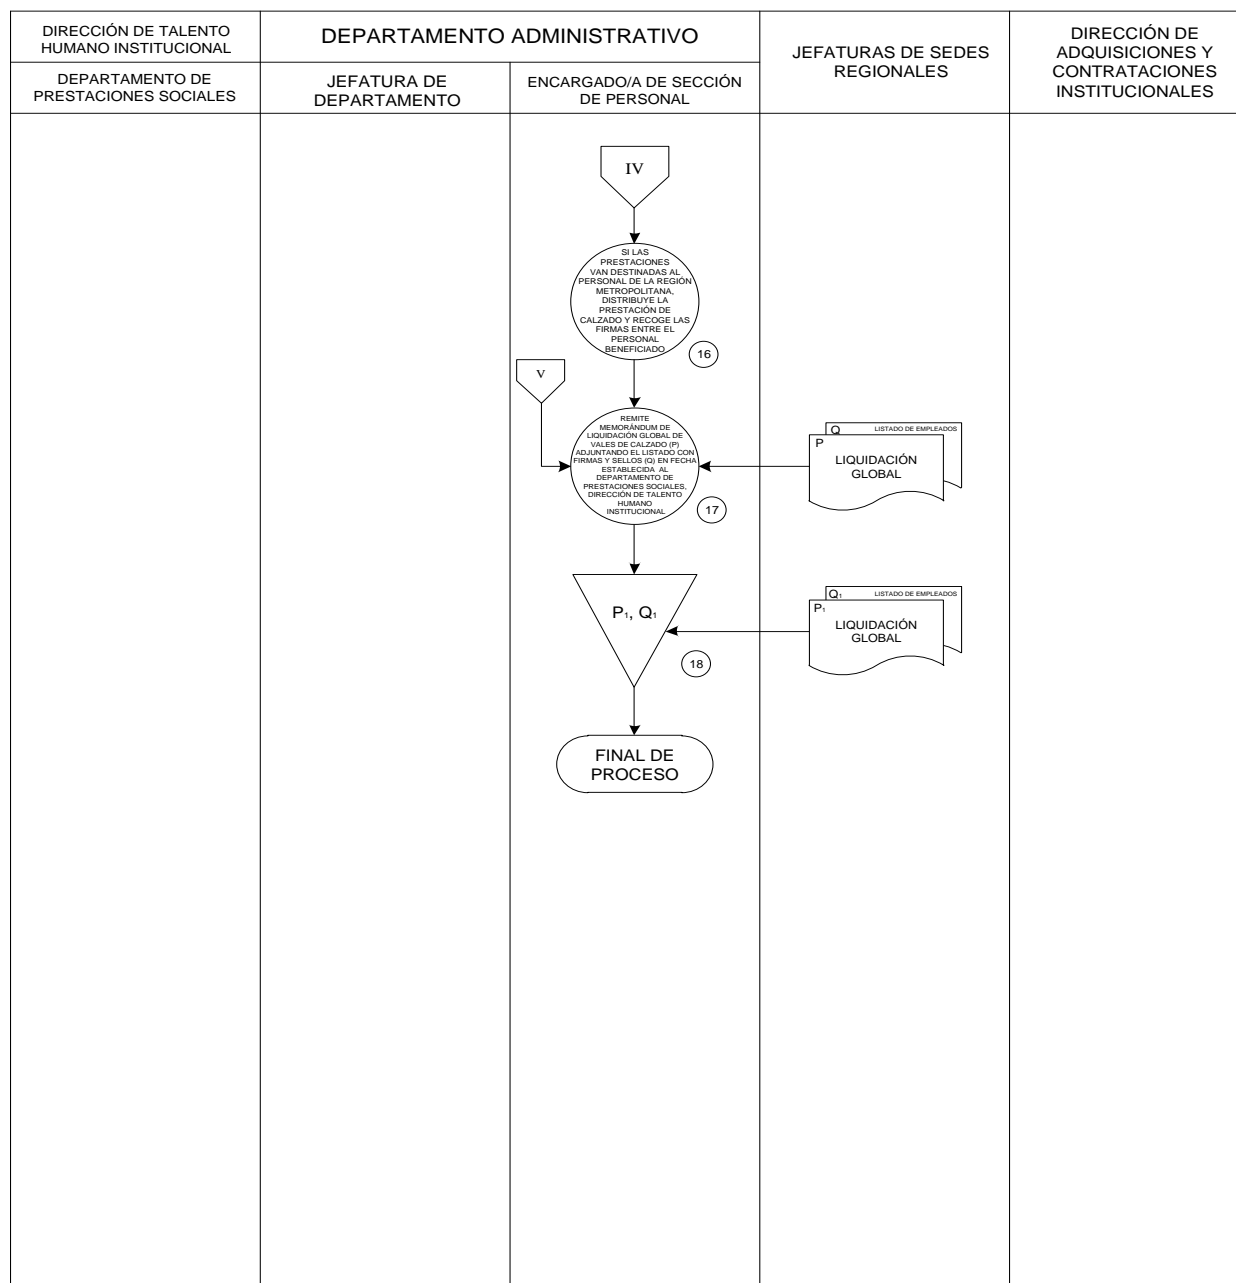 DIRECCIÓN DE TALENTO
HUMANO INSTITUCIONAL
DEPARTAMENTO ADMINISTRATIVO
JEFATURAS DE SEDES
REGIONALES
DIRECCIÓN DE
ADQUISICIONES Y
CONTRATACIONES
INSTITUCIONALES
DEPARTAMENTO DE
PRESTACIONES SOCIALES
JEFATURA DE
DEPARTAMENTO
ENCARGADO/A DE SECCIÓN
DE PERSONAL
IV
SI LAS
PRESTACIONES
VAN DESTINADAS AL
PERSONAL DE LA REGIÓN
METROPOLITANA,
DISTRIBUYE LA
PRESTACIÓN DE
CALZADO Y RECOGE LAS
FIRMAS ENTRE EL
PERSONAL
BENEFICIADO
16
V
REMITE
MEMORÁNDUM DE
LIQUIDACIÓN GLOBAL DE
VALES DE CALZADO (P)
ADJUNTANDO EL LISTADO CON
FIRMAS Y SELLOS (Q) EN FECHA
ESTABLECIDA AL
DEPARTAMENTO DE
PRESTACIONES SOCIALES,
DIRECCIÓN DE TALENTO
HUMANO
INSTITUCIONAL
17
Q LISTADO DE EMPLEADOS
P
LIQUIDACIÓN
GLOBAL
P₁, Q₁
18
Q₁ LISTADO DE EMPLEADOS
P₁
LIQUIDACIÓN
GLOBAL
FINAL DE
PROCESO